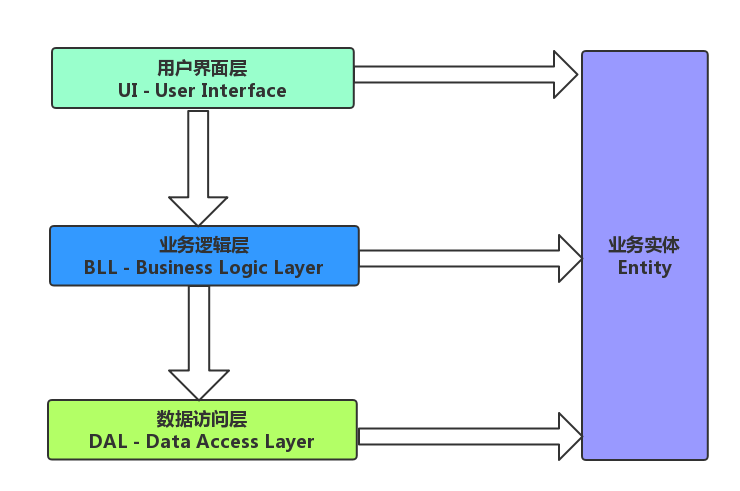 用户界面层
UI - User Interface
业务逻辑层
BLL - Business Logic Layer
业务实体
Entity
数据访问层
DAL - Data Access Layer